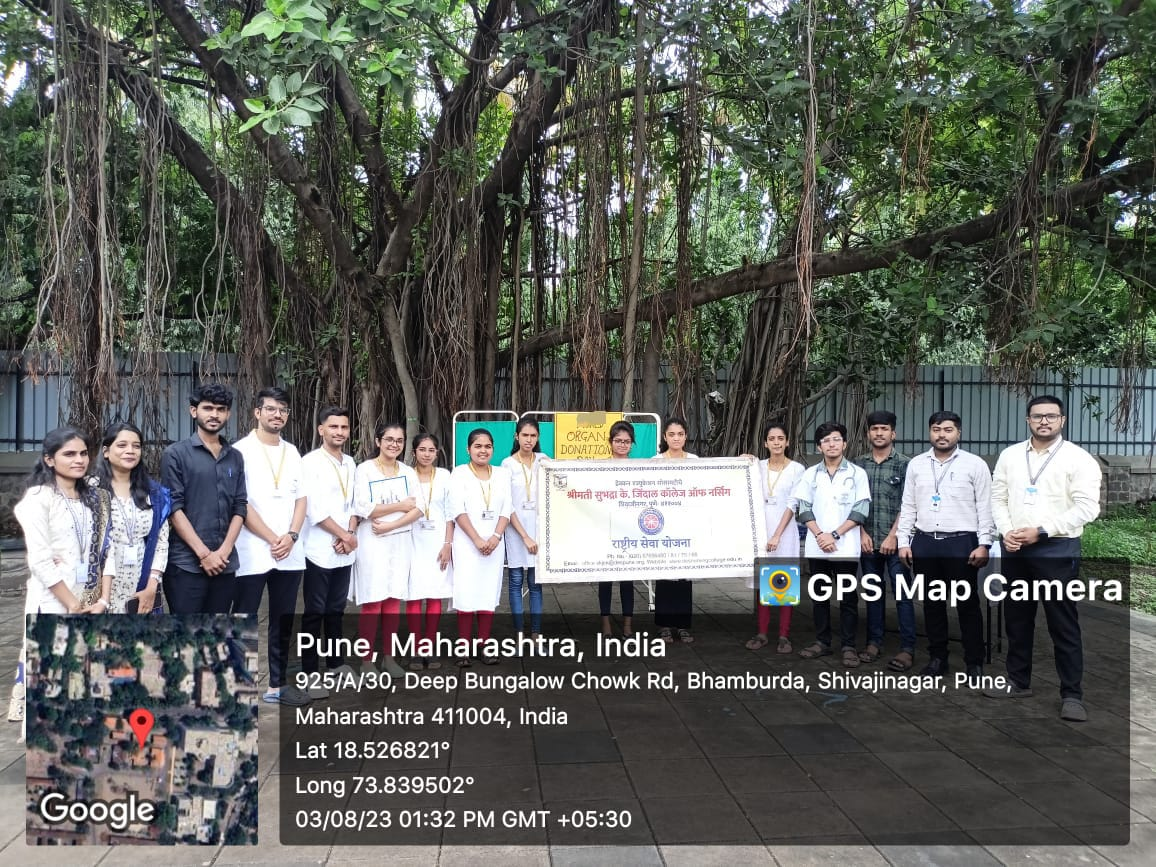 ORGAN
DONATION
श्रीमती सुभद्रा के. जिंदाल कॉलेज ऑफ नर्सिंग
शिवाजीनगर, पुणे- ४११००४
राष्ट्रीय सेवा योजना
GPS Map Camera
Pune, Maharashtra, India
925/A/30, Deep Bungalow Chowk Rd, Bhamburda, Shivajinagar, Pune,
Maharashtra 411004, India
Lat 18.526821°
Long 73.839502°
03/08/23 01:32 PM GMT +05:30
Google